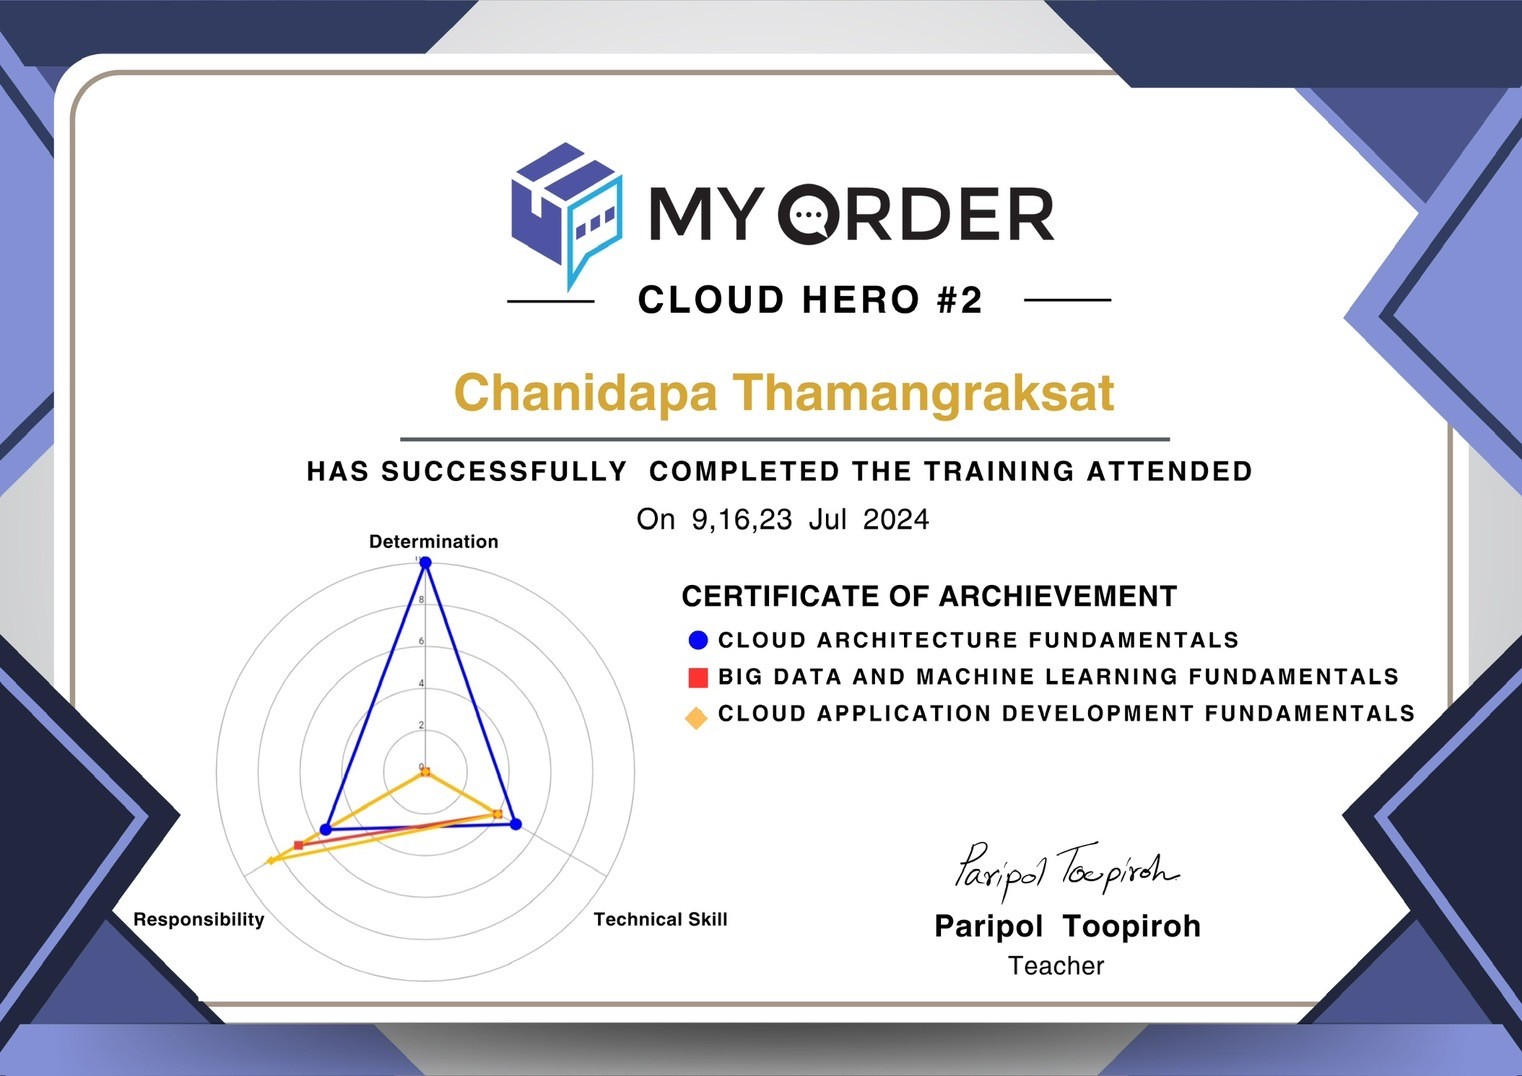 MY ORDER
CLOUD HERO #2
Chanidapa Thamangraksat
HAS SUCCESSFULLY COMPLETED THE TRAINING ATTENDED
On 9,16,23 Jul 2024
Determination
8
6
4
2
0
Responsibility
Technical Skill
CERTIFICATE OF ARCHIEVEMENT
CLOUD ARCHITECTURE FUNDAMENTALS
BIG DATA AND MACHINE LEARNING FUNDAMENTALS
CLOUD APPLICATION DEVELOPMENT FUNDAMENTALS
Paripol Toopiroh
Paripol Toopiroh
Teacher